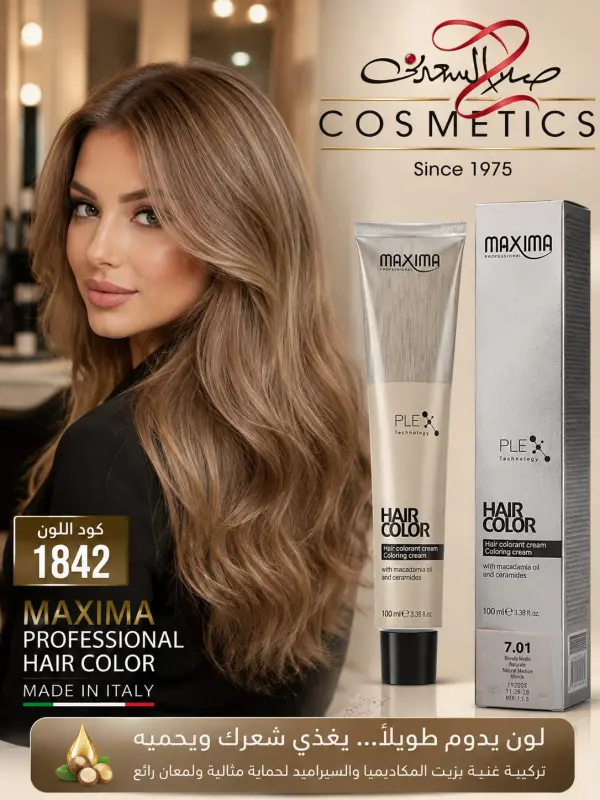 COSMETICS
Since 1975
MAXIMA
PROFESSIONAL
PLEX
Technology
HAIR
COLOR
Hair colorant cream
Coloring cream
with macadamia oil
and ceramides
100 ml e 3.38 fl. oz.
MAXIMA
PROFESSIONAL
PLEX
Technology
HAIR
COLOR
Hair colorant cream
Coloring cream
with macadamia oil
and ceramides
100 ml e 3.38 fl. oz.
7.01
Natural Medium
Blonde
كود اللون
1842
MAXIMA
PROFESSIONAL
HAIR COLOR
MADE IN ITALY
لون يدوم طويلاً... يغذي شعرك ويحميه
تركيبة غنية بزيت المكاديميا والسيراميد لحماية مثالية ولمعان رائع